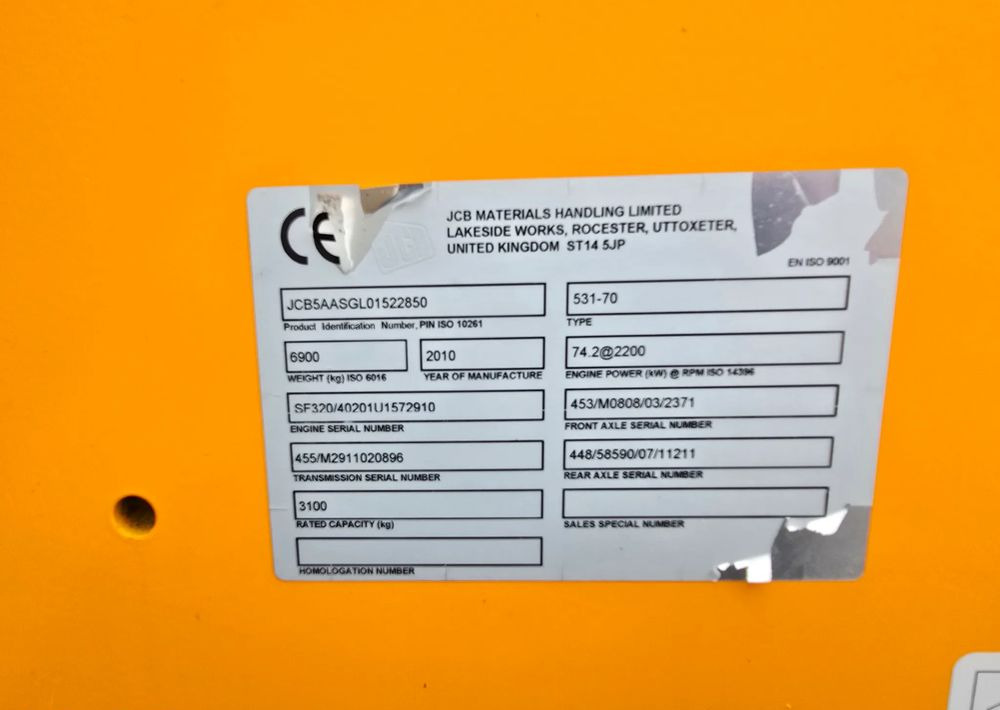 CE
JCB
JCB MATERIALS HANDLING LIMITED
LAKESIDE WORKS, ROCESTER, UTTOXETER,
UNITED KINGDOM ST14 5JP
EN ISO 9001
JCB5AASGL01522850
Product Identification Number, PIN ISO 10261
531-70
TYPE
6900
WEIGHT (kg) ISO 6016
2010
YEAR OF MANUFACTURE
74.2@2200
ENGINE POWER (kW) @ RPM ISO 14396
SF320/40201U1572910
ENGINE SERIAL NUMBER
453/M0808/03/2371
FRONT AXLE SERIAL NUMBER
455/M2911020896
TRANSMISSION SERIAL NUMBER
448/58590/07/11211
REAR AXLE SERIAL NUMBER
3100
RATED CAPACITY (kg)
SALES SPECIAL NUMBER
HOMOLOGATION NUMBER